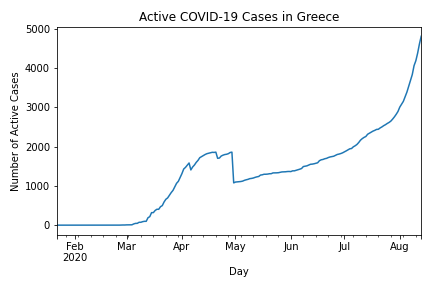 Active COVID-19 Cases in Greece
Number of Active Cases
5000
4000
3000
2000
1000
0
Feb Mar Apr May Jun Jul Aug
2020
Day